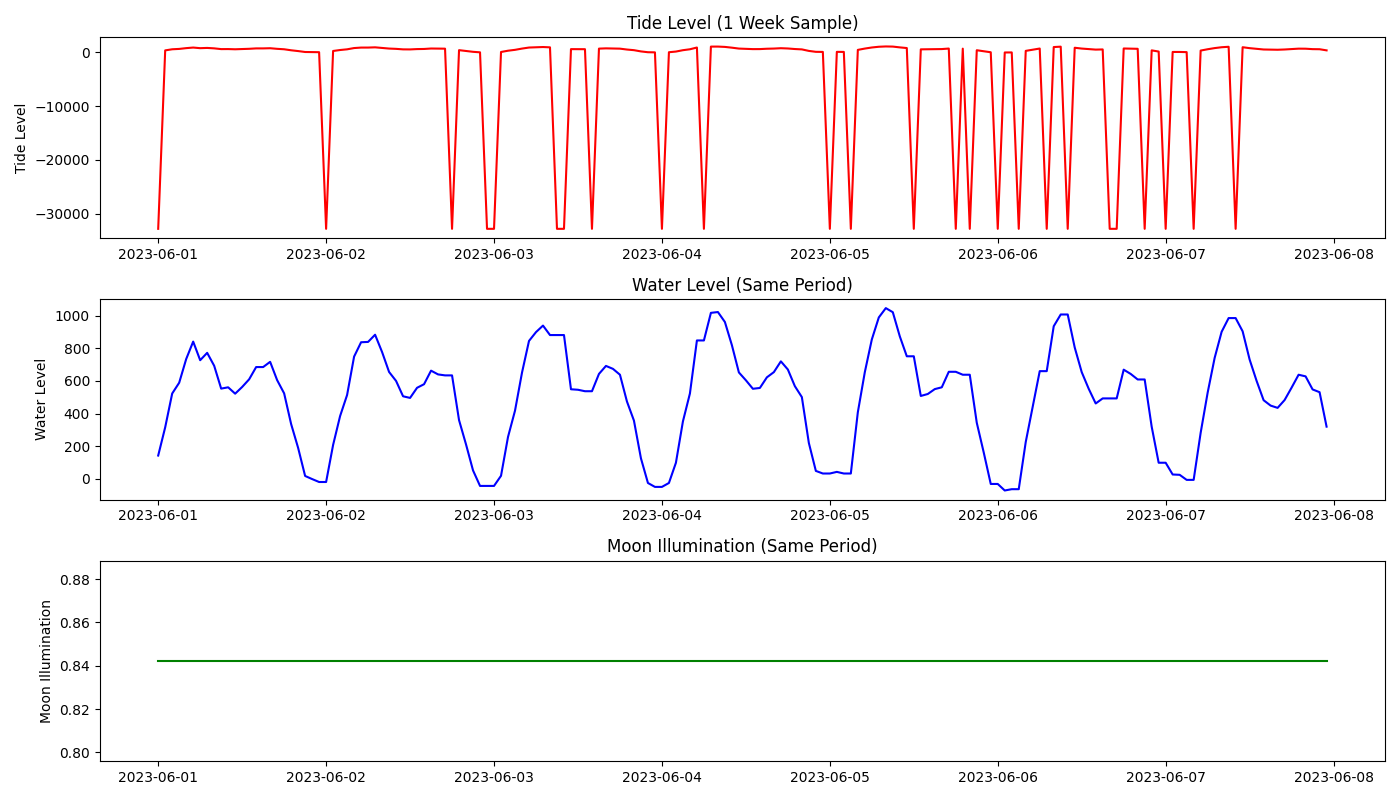 Tide Level (1 Week Sample)
Tide Level
0
−10000
−20000
−30000
2023-06-01 2023-06-02 2023-06-03 2023-06-04 2023-06-05 2023-06-06 2023-06-07 2023-06-08
Water Level (Same Period)
Water Level
1000
800
600
400
200
0
2023-06-01 2023-06-02 2023-06-03 2023-06-04 2023-06-05 2023-06-06 2023-06-07 2023-06-08
Moon Illumination (Same Period)
Moon Illumination
0.88
0.86
0.84
0.82
0.80
2023-06-01 2023-06-02 2023-06-03 2023-06-04 2023-06-05 2023-06-06 2023-06-07 2023-06-08